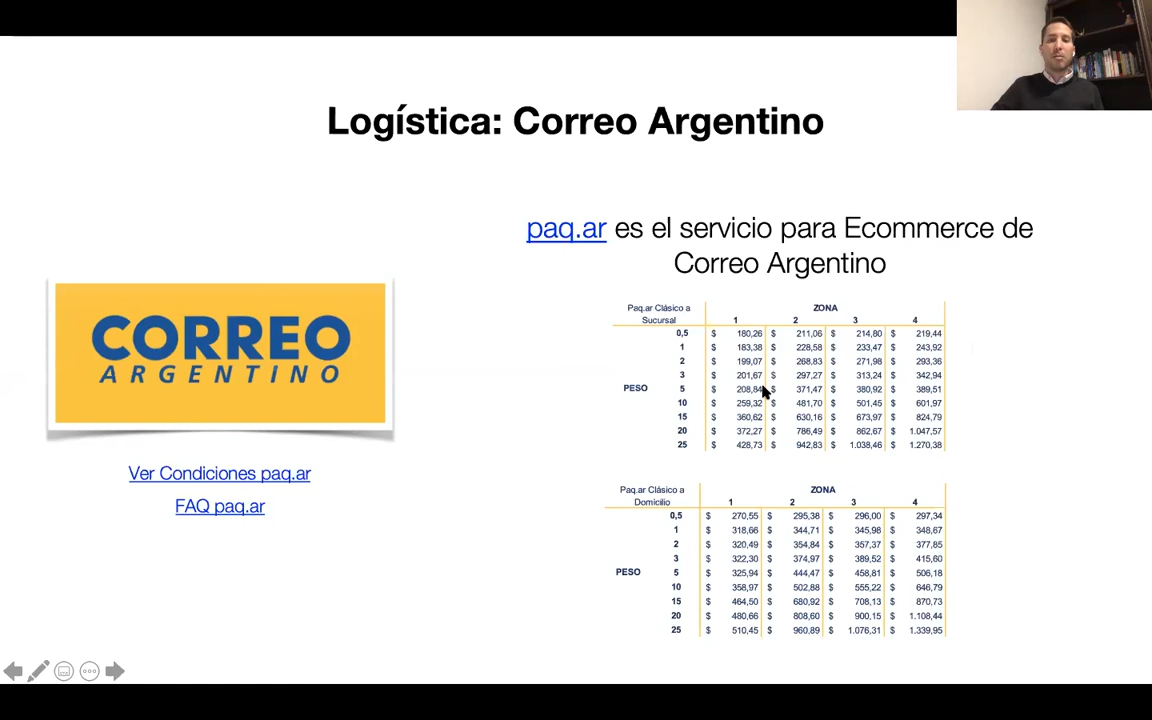 Logística: Correo Argentino
paq.ar es el servicio para Ecommerce de
Correo Argentino
CORREO
ARGENTINO
Ver Condiciones paq.ar
FAQ paq.ar
Paq.ar Clásico a ZONA
Sucursal 1 2 3 4
0,5 $ 180,26 $ 211,06 $ 214,80 $ 219,44
1 $ 183,38 $ 228,58 $ 233,47 $ 243,92
2 $ 199,07 $ 268,83 $ 271,98 $ 293,36
3 $ 201,67 $ 297,27 $ 313,24 $ 342,94
PESO 5 $ 208,84 $ 371,47 $ 380,92 $ 389,51
10 $ 259,32 $ 481,70 $ 501,45 $ 601,97
15 $ 360,62 $ 630,16 $ 673,97 $ 824,79
20 $ 372,27 $ 786,49 $ 862,67 $ 1.047,57
25 $ 428,73 $ 942,83 $ 1.038,46 $ 1.270,38
Paq.ar Clásico a ZONA
Domicilio 1 2 3 4
0,5 $ 270,55 $ 295,38 $ 296,00 $ 297,34
1 $ 318,66 $ 344,71 $ 345,98 $ 348,67
2 $ 320,49 $ 354,84 $ 357,37 $ 377,85
3 $ 322,30 $ 374,97 $ 389,52 $ 415,60
PESO 5 $ 325,94 $ 444,47 $ 458,81 $ 506,18
10 $ 358,97 $ 502,88 $ 555,22 $ 646,79
15 $ 464,50 $ 680,92 $ 708,13 $ 870,73
20 $ 480,66 $ 808,60 $ 900,15 $ 1.108,44
25 $ 510,45 $ 960,89 $ 1.076,31 $ 1.339,95